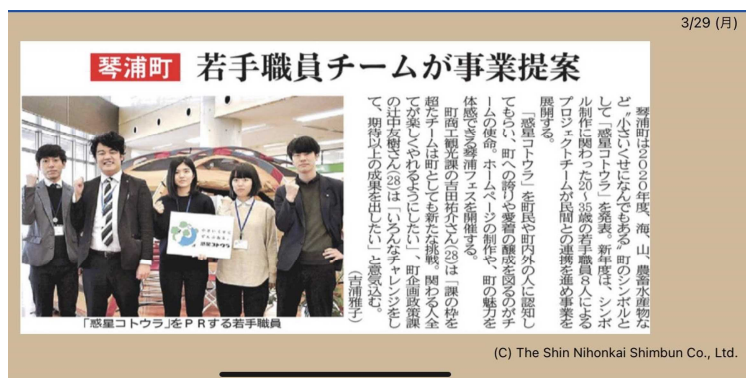 3/29 (月)
琴浦町 若手職員チームが事業提案
琴浦町は2020年度、海、山、農畜水産物な
ど〝小さいくせになんでもある〟町のシンボルと
して「惑星コトウラ」を発表。新年度は、シンボ
ル制作に関わった20~35歳の若手職員8人による
プロジェクトチームが民間との連携を進め事業を
展開する。
「惑星コトウラ」を町民や町内外の人に認知し
てもらい、町への誇りや愛着の醸成を図るのがチ
ームの使命。ホームページの制作や、町の魅力を
体感できる琴浦フェスを開催する。
町商工観光課の吉田祐介さん(28)は「課の枠を
超えたチームは町としても新たな挑戦。関わる人全
てが楽しくやれるようにしたい」、町企画政策課
の辻中友樹さん(28)は「いろんなチャレンジをし
て、期待以上の成果を出したい」と意気込む。
(吉浦雅子)
惑星コトウラ
「惑星コトウラ」をPRする若手職員
(C) The Shin Nihonkai Shimbun Co., Ltd.